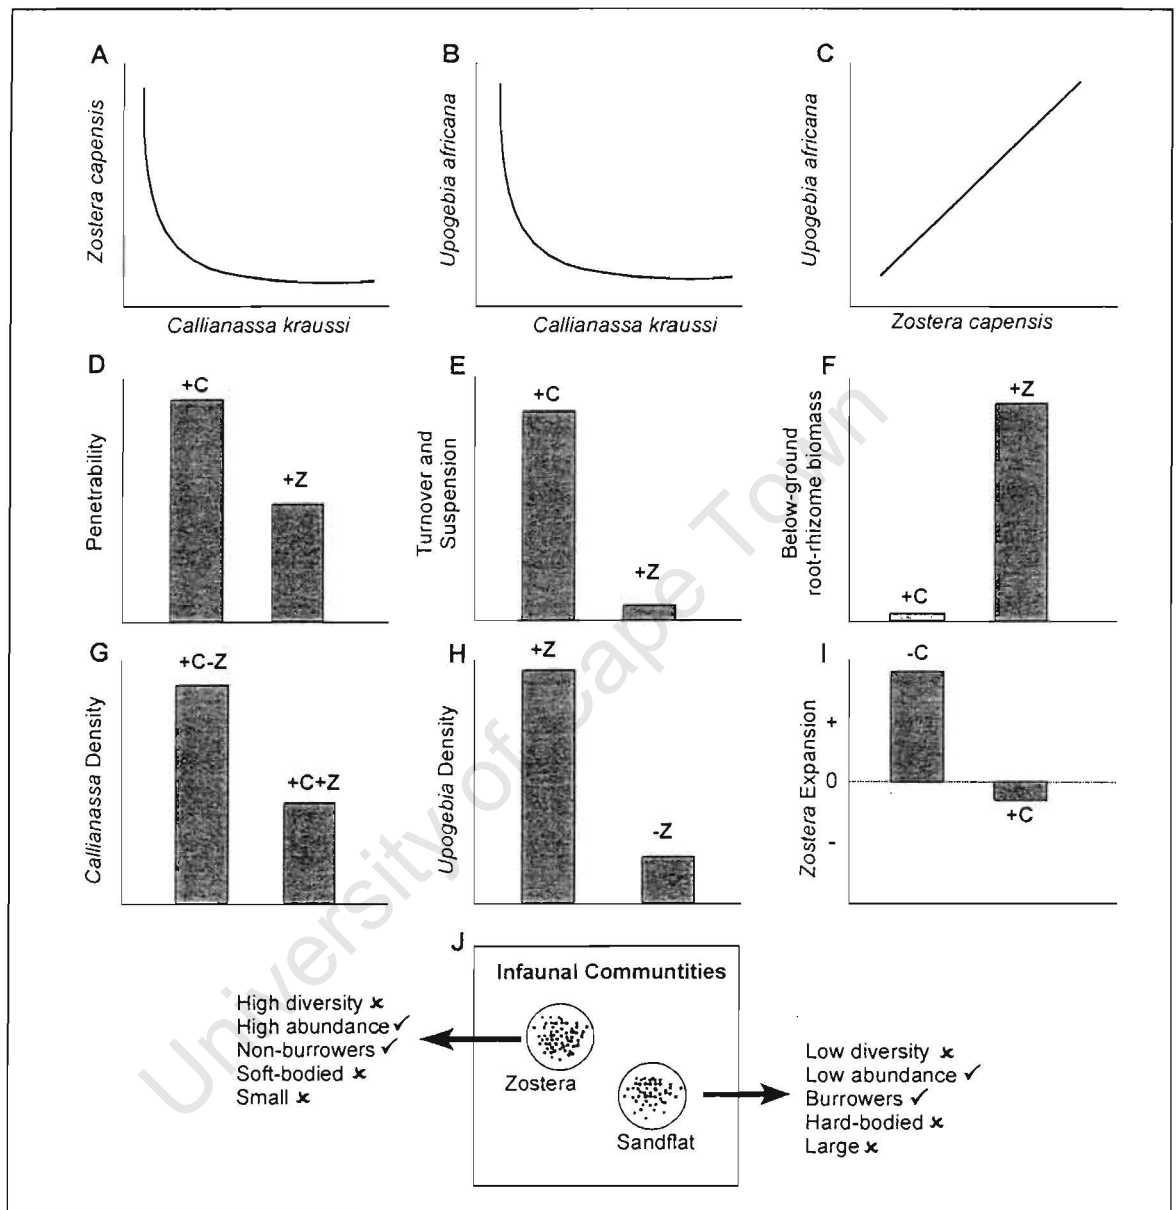 A
Zostera capensis
Callianassa kraussi
B
Upogebia africana
Callianassa kraussi
C
Upogebia africana
Zostera capensis
D
Penetrability
+C
+Z
E
Turnover and
Suspension
+C
+Z
F
Below-ground
root-rhizome biomass
+C
+Z
G
Callianassa Density
+C-Z
+C+Z
H
Upogebia Density
+Z
-Z
I
Zostera Expansion
+
0
-
-C
+C
J
Infaunal Communtities
Zostera
Sandflat
High diversity ×
High abundance ✓
Non-burrowers ✓
Soft-bodied ×
Small ×
Low diversity ×
Low abundance ✓
Burrowers ✓
Hard-bodied ×
Large ×
University of Cape Town